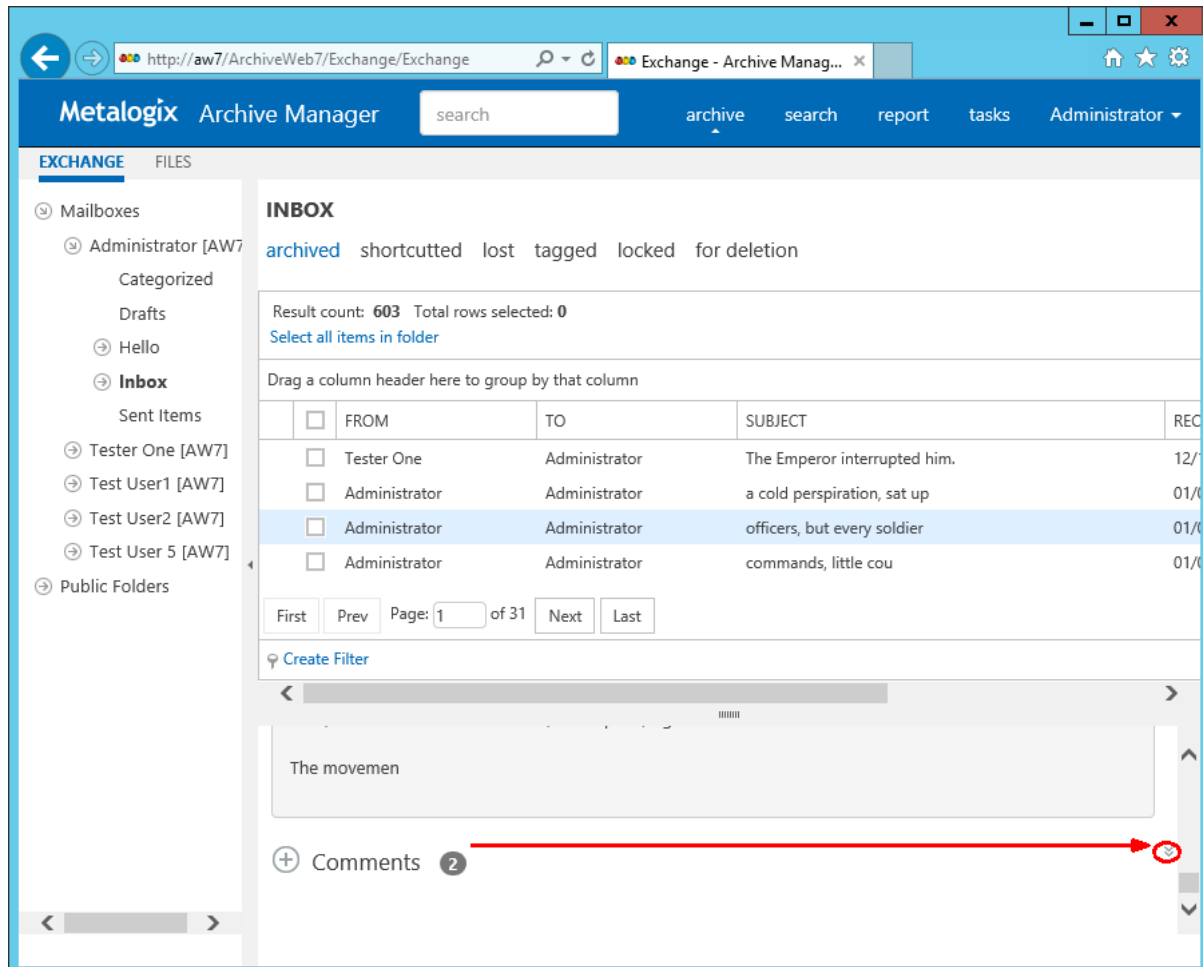 http://aw7/ArchiveWeb7/Exchange/Exchange
Exchange - Archive Manag...
Metalogix Archive Manager
search
archive search report tasks Administrator
EXCHANGE FILES
Mailboxes
Administrator [AW7
Categorized
Drafts
Hello
Inbox
Sent Items
Tester One [AW7]
Test User1 [AW7]
Test User2 [AW7]
Test User 5 [AW7]
Public Folders
INBOX
archived shortcutted lost tagged locked for deletion
Result count: 603 Total rows selected: 0
Select all items in folder
Drag a column header here to group by that column
FROM TO SUBJECT REC
Tester One Administrator The Emperor interrupted him. 12/
Administrator Administrator a cold perspiration, sat up 01/
Administrator Administrator officers, but every soldier 01/
Administrator Administrator commands, little cou 01/
First Prev Page: 1 of 31 Next Last
Create Filter
The movemen
Comments 2